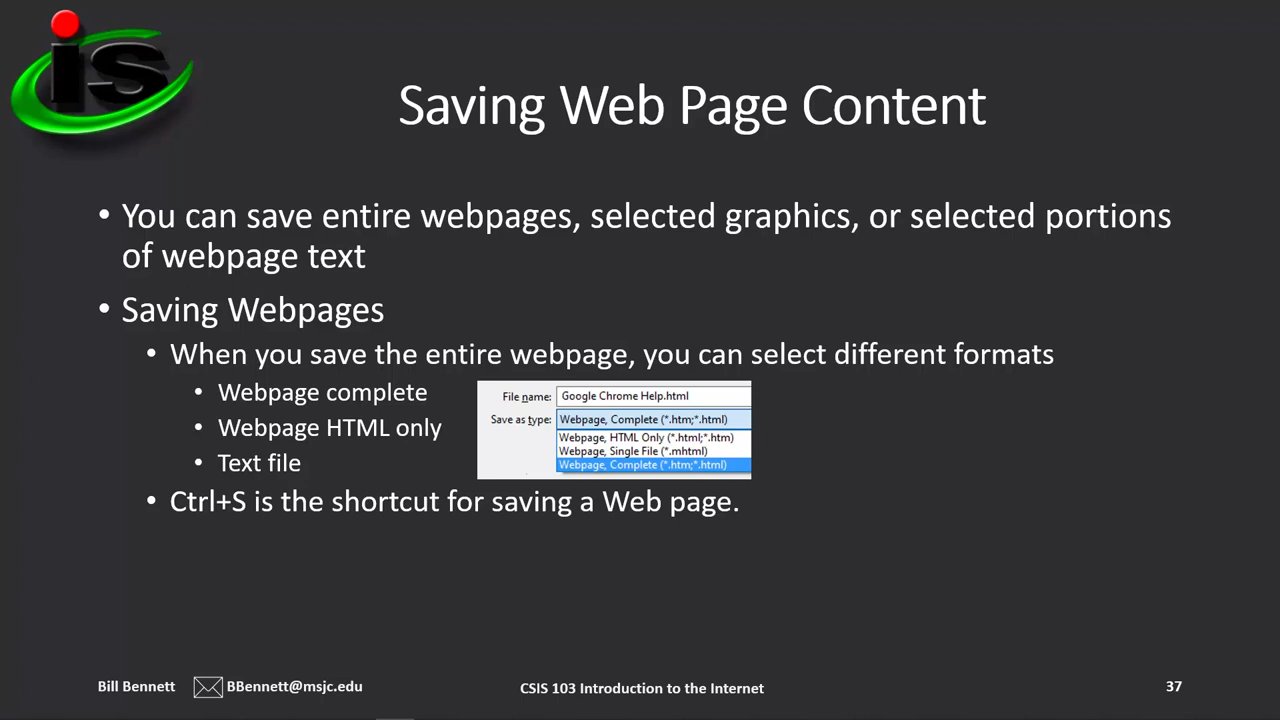 is
Saving Web Page Content
• You can save entire webpages, selected graphics, or selected portions
of webpage text
• Saving Webpages
• When you save the entire webpage, you can select different formats
• Webpage complete
• Webpage HTML only
• Text file
File name: Google Chrome Help.html
Save as type: Webpage, Complete (*.htm;*.html)
Webpage, HTML Only (*.html;*.htm)
Webpage, Single File (*.mhtml)
Webpage, Complete (*.htm;*.html)
• Ctrl+S is the shortcut for saving a Web page.
Bill Bennett BBennett@msjc.edu CSIS 103 Introduction to the Internet 37